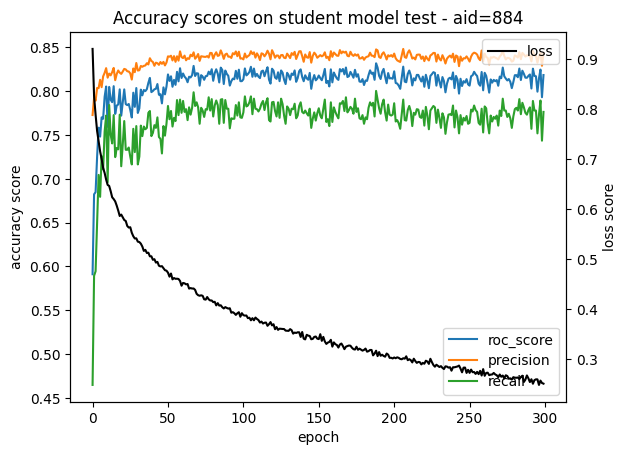 Accuracy scores on student model test - aid=884
loss
accuracy score
0.85
0.80
0.75
0.70
0.65
0.60
0.55
0.50
0.45
0.9
0.8
0.7
0.6
0.5
0.4
0.3
loss score
roc_score
precision
recall
0
50
100
150
200
250
300
epoch